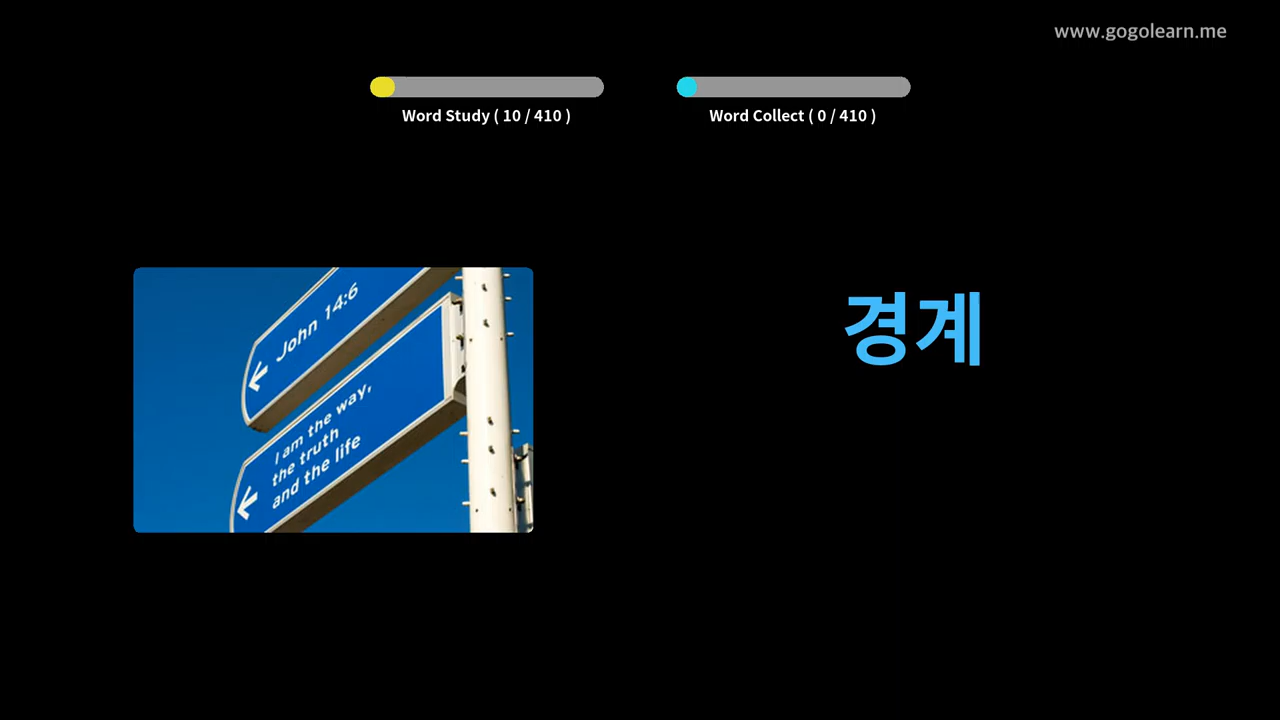 www.gogolearn.me
Word Study ( 10 / 410 )
Word Collect ( 0 / 410 )
John 14:6
I am the way,
the truth
and the life
경계